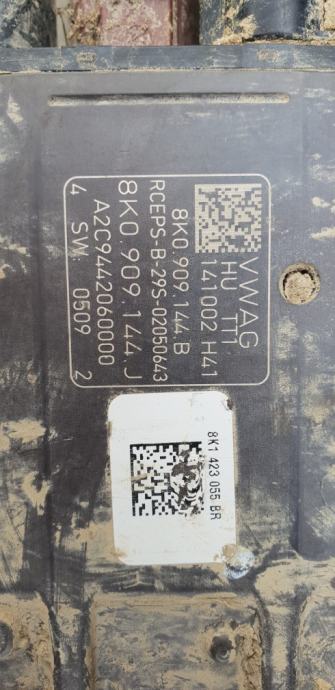 VWAG
HU TT1.
141002 H41
8K0.909.144.B
RCEPS-B-29S-02050643
8K0.909.144.J
A2C9442060000
4 SW 0509 2
8K1 423 055 BR